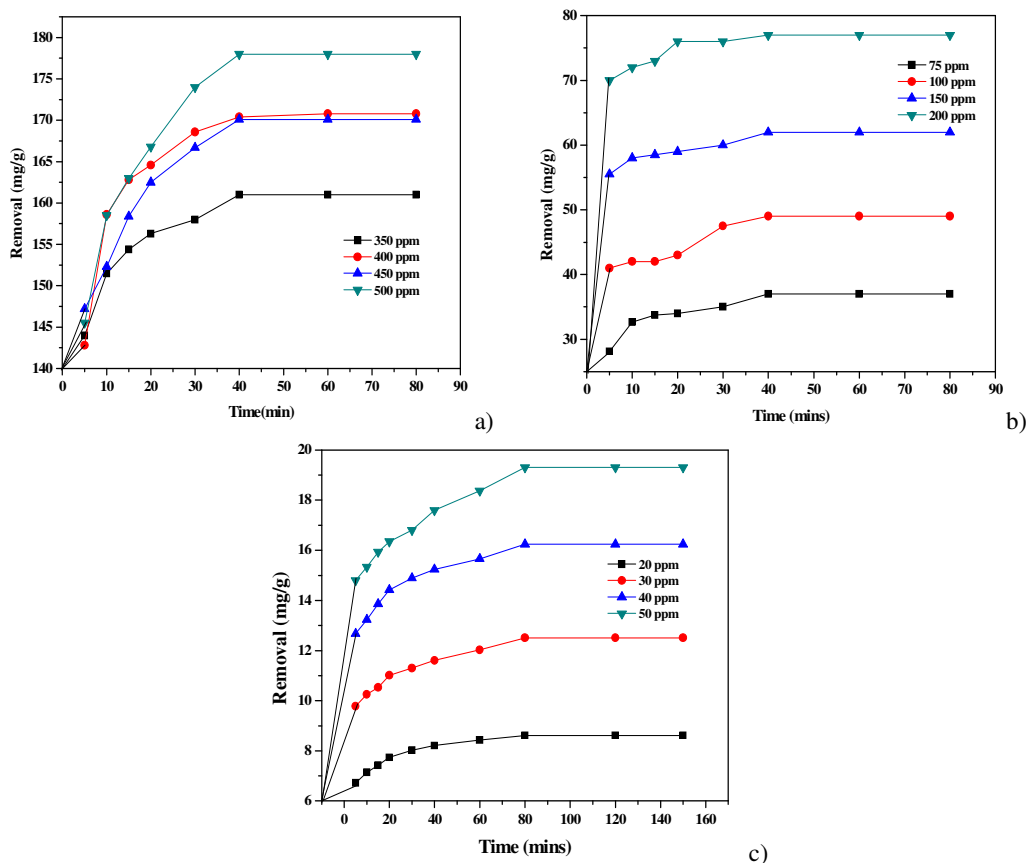 180
175
170
165
160
155
150
145
140
Removal (mg/g)
350 ppm
400 ppm
450 ppm
500 ppm
0 10 20 30 40 50 60 70 80 90
Time(min)
a)
80
70
60
50
40
30
Removal (mg/g)
75 ppm
100 ppm
150 ppm
200 ppm
0 10 20 30 40 50 60 70 80 90
Time (mins)
b)
20
18
16
14
12
10
8
6
Removal (mg/g)
20 ppm
30 ppm
40 ppm
50 ppm
0 20 40 60 80 100 120 140 160
Time (mins)
c)